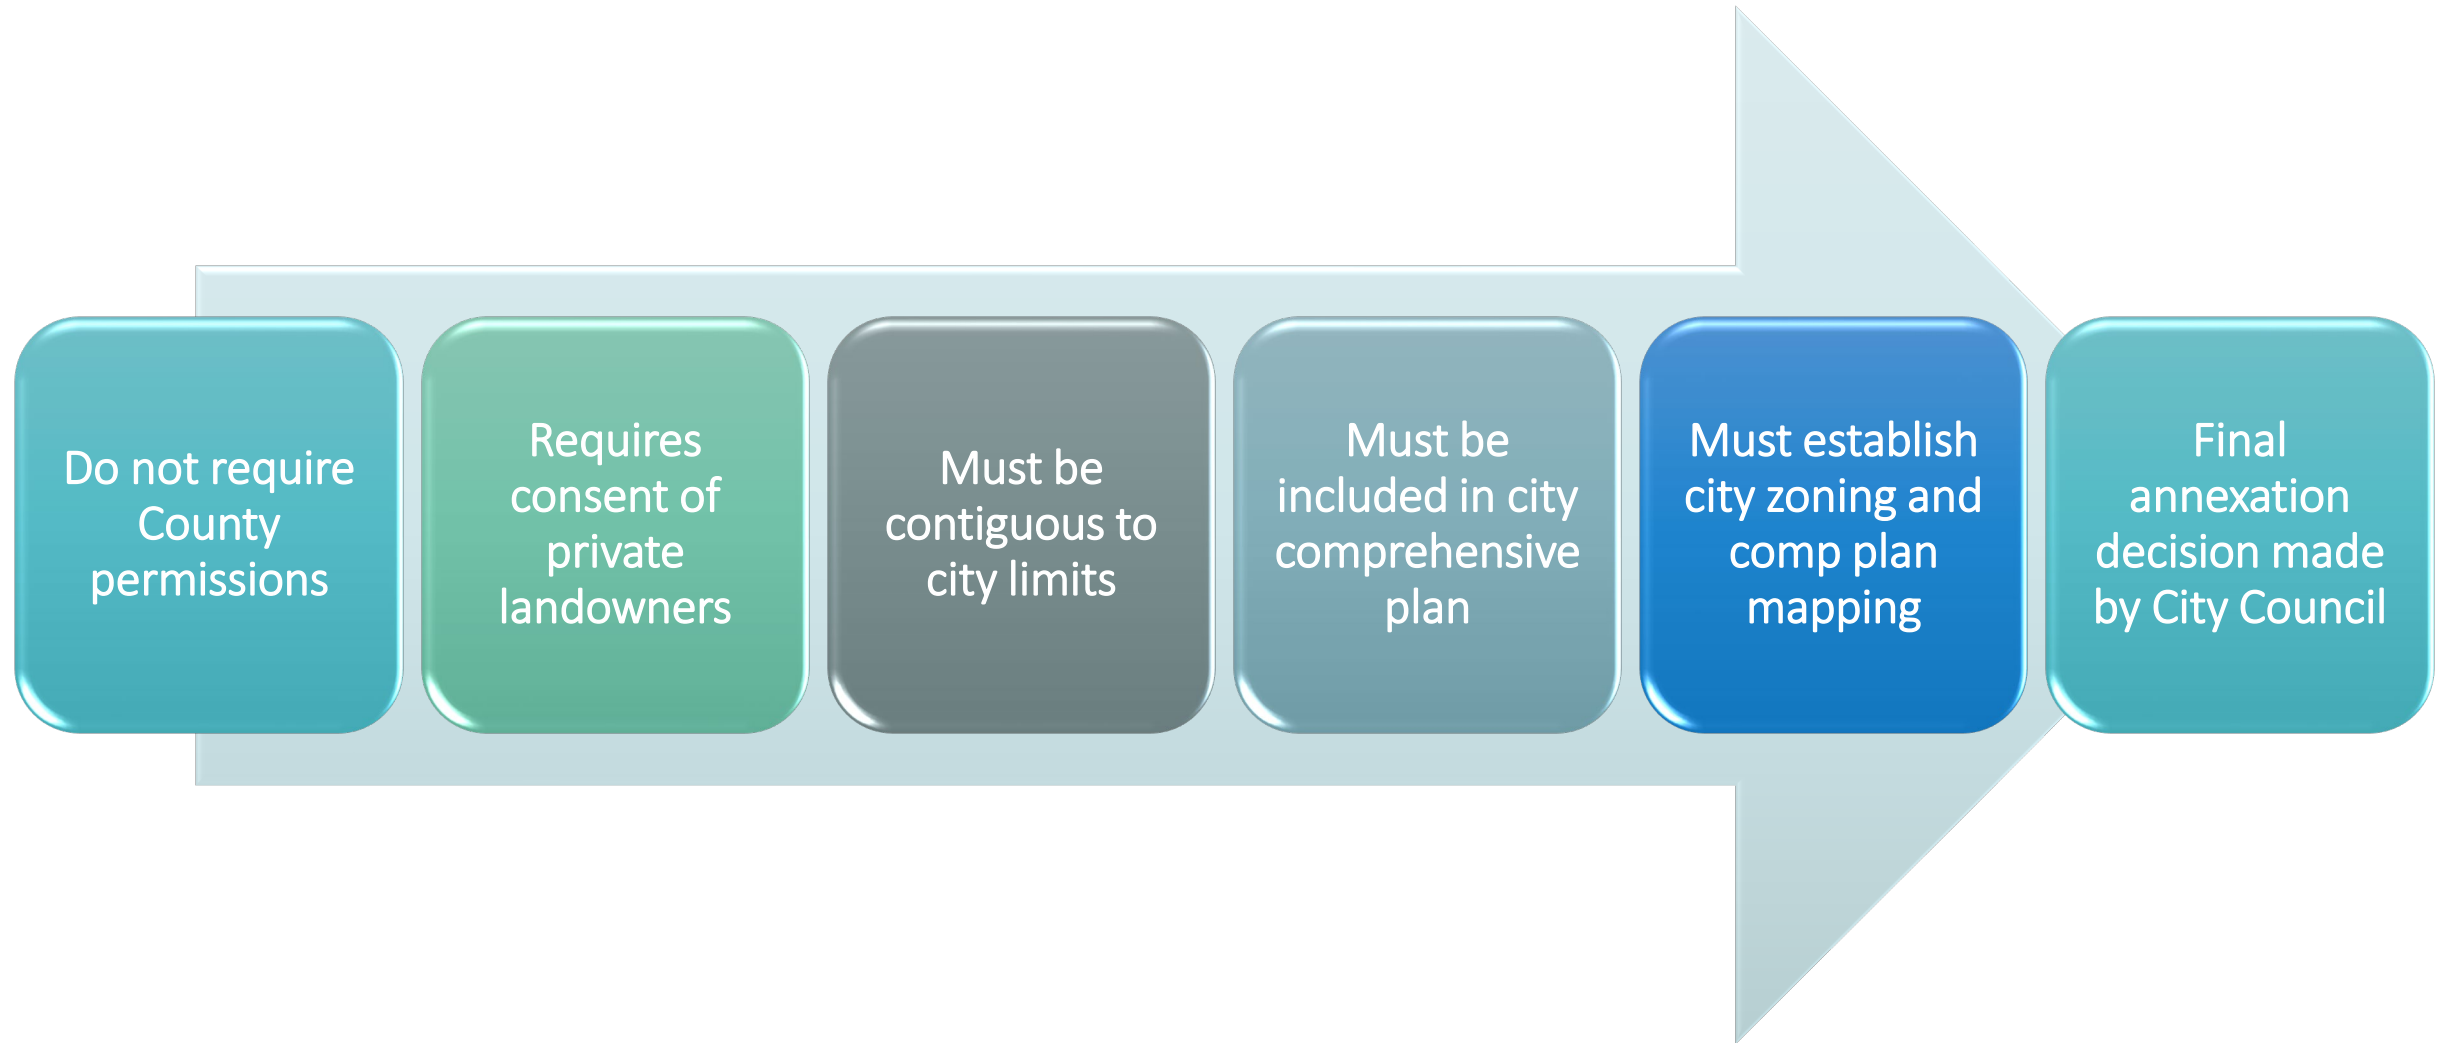 Do not require
County
permissions
Requires
consent of
private
landowners
Must be
contiguous to
city limits
Must be
included in city
comprehensive
plan
Must establish
city zoning and
comp plan
mapping
Final
annexation
decision made
by City Council